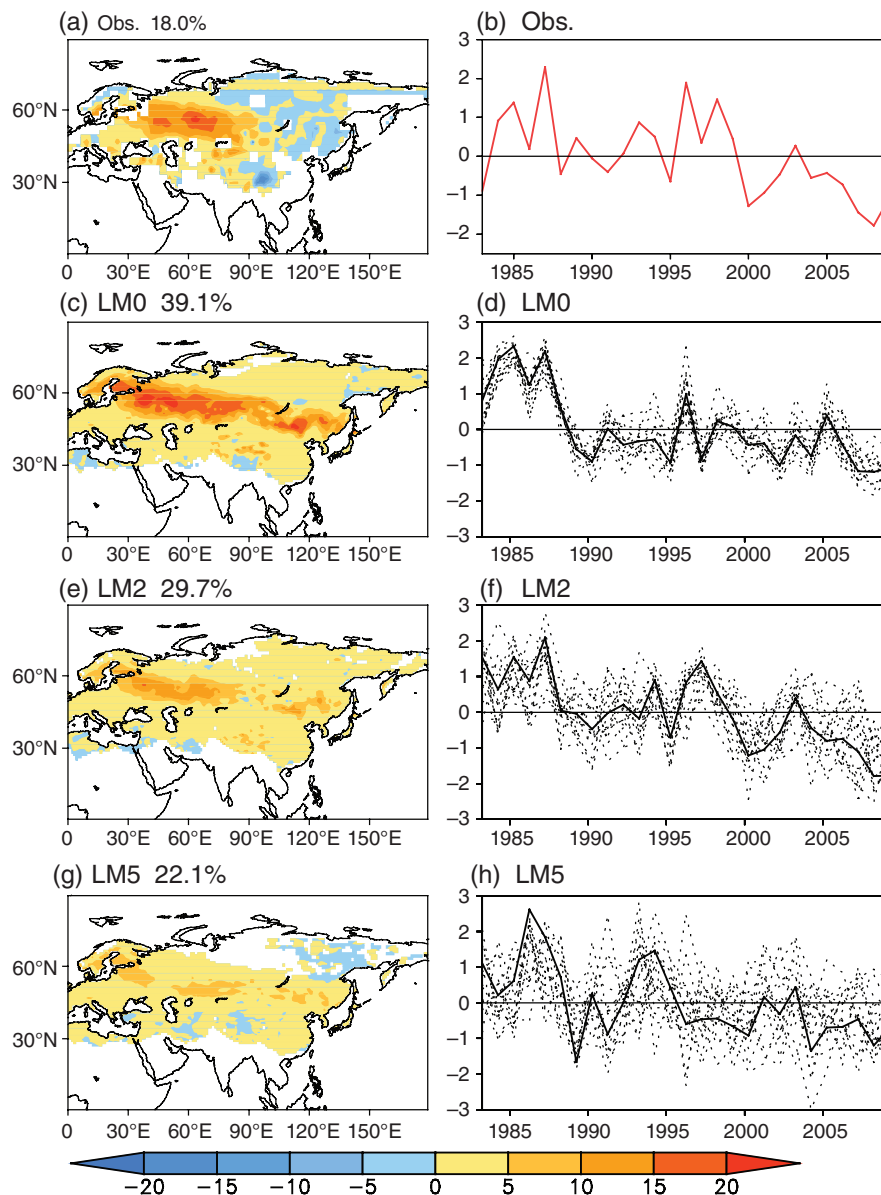 (a) Obs. 18.0%
(b) Obs.
60°N
30°N
0 30°E 60°E 90°E 120°E 150°E
3
2
1
0
−1
−2
1985 1990 1995 2000 2005
(c) LM0 39.1%
(d) LM0
60°N
30°N
0 30°E 60°E 90°E 120°E 150°E
3
2
1
0
−1
−2
−3
1985 1990 1995 2000 2005
(e) LM2 29.7%
(f) LM2
60°N
30°N
0 30°E 60°E 90°E 120°E 150°E
3
2
1
0
−1
−2
−3
1985 1990 1995 2000 2005
(g) LM5 22.1%
(h) LM5
60°N
30°N
0 30°E 60°E 90°E 120°E 150°E
3
2
1
0
−1
−2
−3
1985 1990 1995 2000 2005
−20 −15 −10 −5 0 5 10 15 20